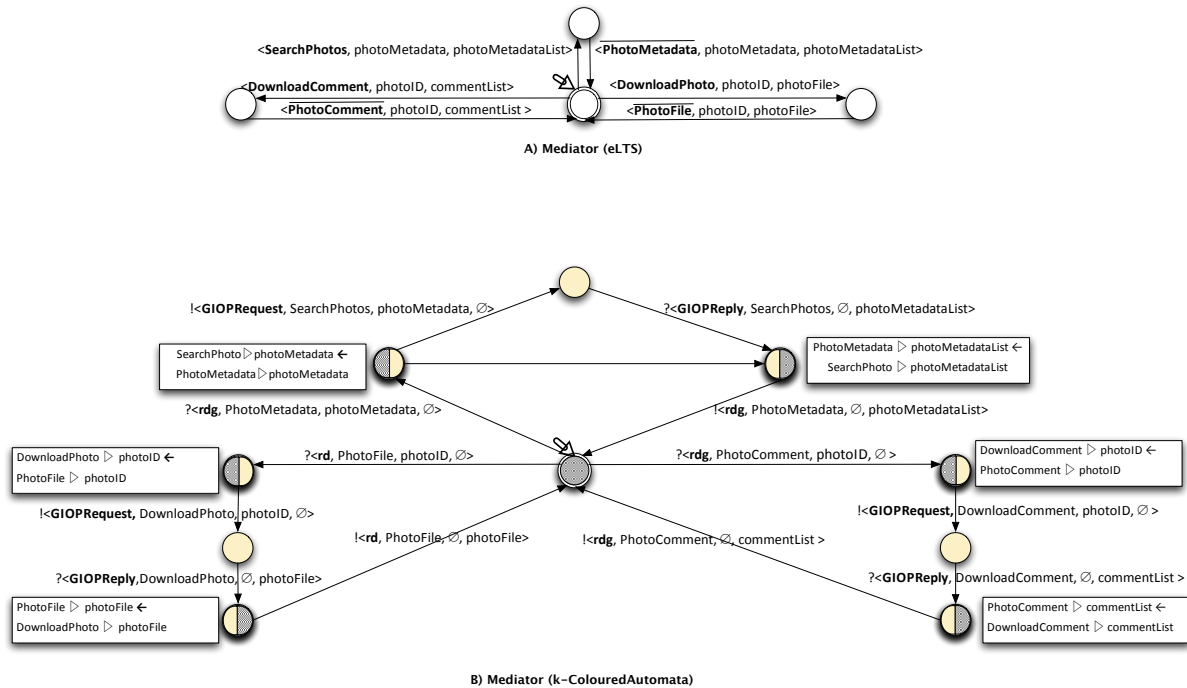 <SearchPhotos, photoMetadata, photoMetadataList>
<PhotoMetadata, photoMetadata, photoMetadataList>
<DownloadComment, photoID, commentList>
<DownloadPhoto, photoID, photoFile>
<PhotoComment, photoID, commentList >
<PhotoFile, photoID, photoFile>
A) Mediator (eLTS)
!<GIOPRequest, SearchPhotos, photoMetadata, ∅>
?<GIOPReply, SearchPhotos, ∅, photoMetadataList>
SearchPhoto ▷ photoMetadata ←
PhotoMetadata ▷ photoMetadata
PhotoMetadata ▷ photoMetadataList ←
SearchPhoto ▷ photoMetadataList
?<rdg, PhotoMetadata, photoMetadata, ∅>
!<rdg, PhotoMetadata, ∅, photoMetadataList>
DownloadPhoto ▷ photoID ←
PhotoFile ▷ photoID
?<rd, PhotoFile, photoID, ∅>
?<rdg, PhotoComment, photoID, ∅ >
DownloadComment ▷ photoID ←
PhotoComment ▷ photoID
!<GIOPRequest, DownloadPhoto, photoID, ∅>
!<GIOPRequest, DownloadComment, photoID, ∅ >
!<rd, PhotoFile, ∅, photoFile>
!<rdg, PhotoComment, ∅, commentList >
?<GIOPReply,DownloadPhoto, ∅, photoFile>
?<GIOPReply, DownloadComment, ∅, commentList >
PhotoFile ▷ photoFile ←
DownloadPhoto ▷ photoFile
PhotoComment ▷ commentList ←
DownloadComment ▷ commentList
B) Mediator (k-ColouredAutomata)